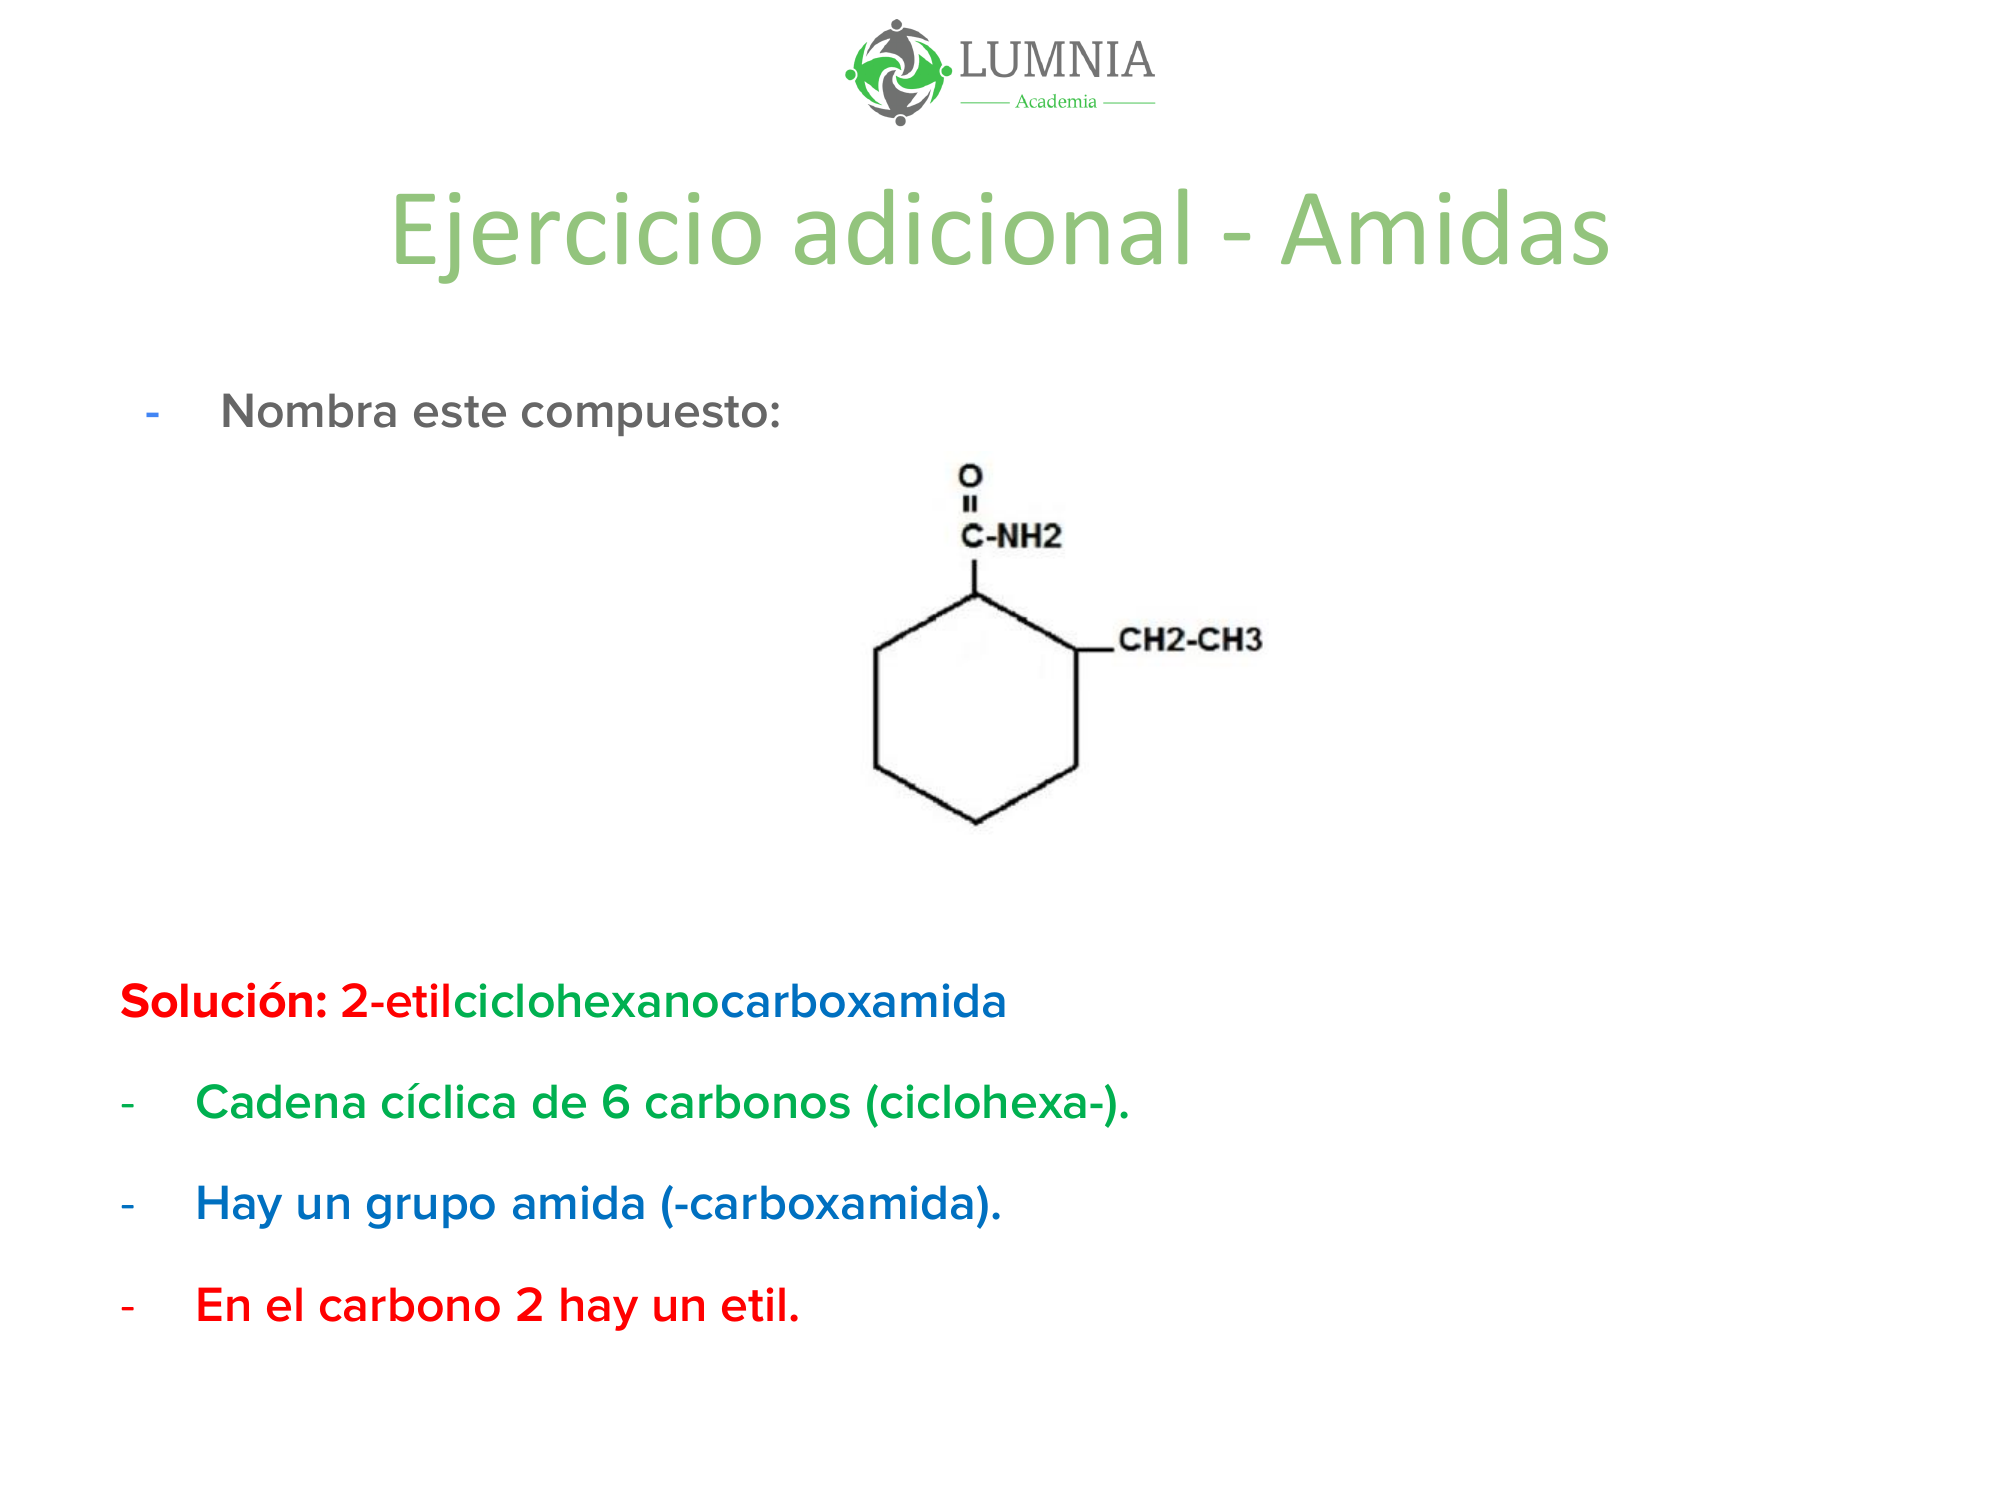 LUMNIA
Academia
Ejercicio adicional - Amidas
- Nombra este compuesto:
O
C-NH2
CH2-CH3
Solución: 2-etilciclohexanocarboxamida
- Cadena cíclica de 6 carbonos (ciclohexa-).
- Hay un grupo amida (-carboxamida).
- En el carbono 2 hay un etil.